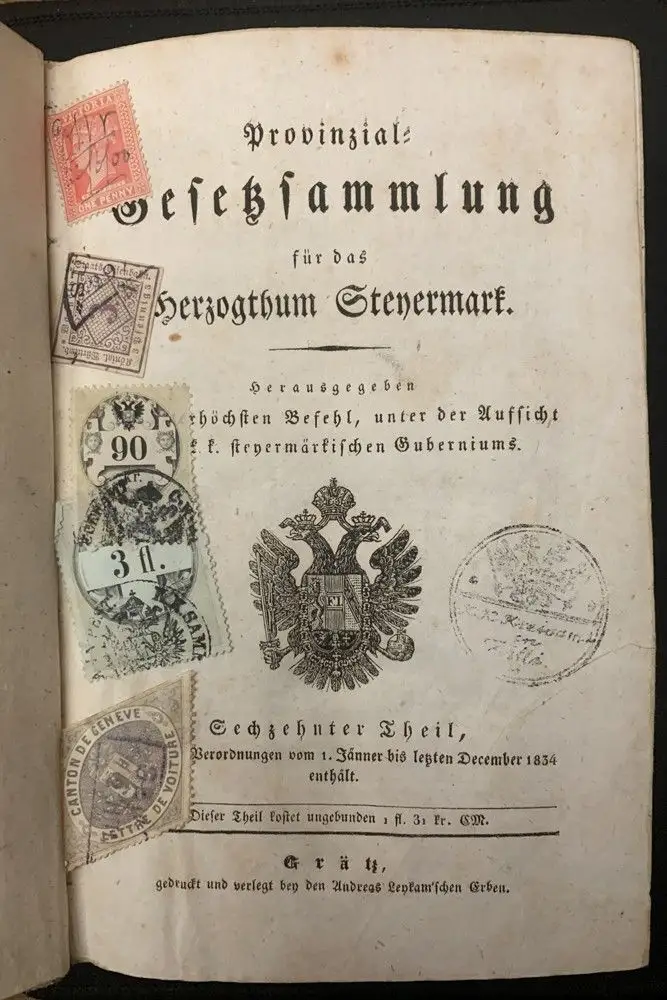 Provinzial-
Gesetzsammlung
für das
Herzogthum Steyermark.
Herausgegeben
höchsten Befehl, unter der Aufsicht
k. steyermärkischen Guberniums.
Sechzehnter Theil,
Verordnungen vom 1. Jänner bis letzten December 1834
enthält.
Dieser Theil kostet ungebunden 1 fl. 31 kr. CM.
Grätz,
gedruckt und verlegt bey den Andreas Leykam'schen Erben.
VICTORIA
ONE PENNY
90
3 fl.
CANTON DE GENEVE
LETTRE DE VOITURE